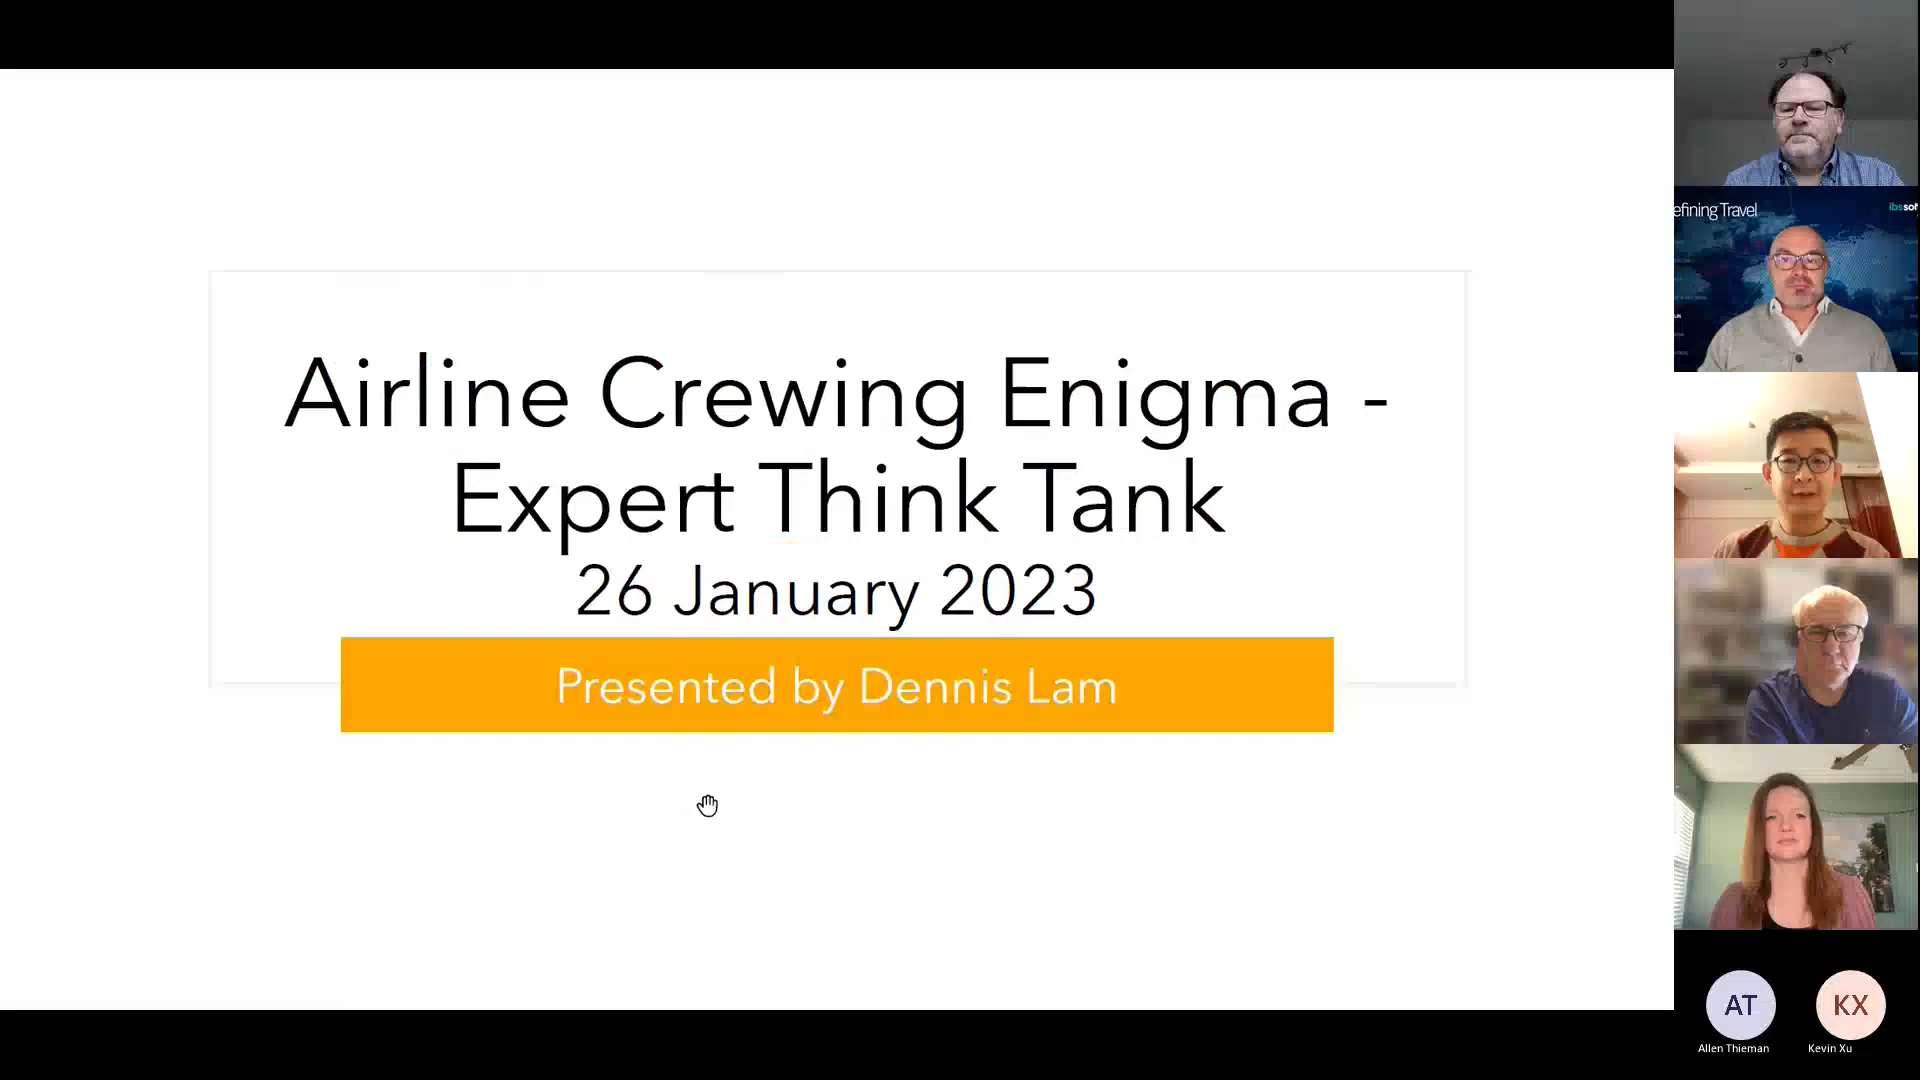 Airline Crewing Enigma -
Expert Think Tank
26 January 2023
Presented by Dennis Lam
efining Travel
ibssof
AT
KX
Allen Thieman
Kevin Xu